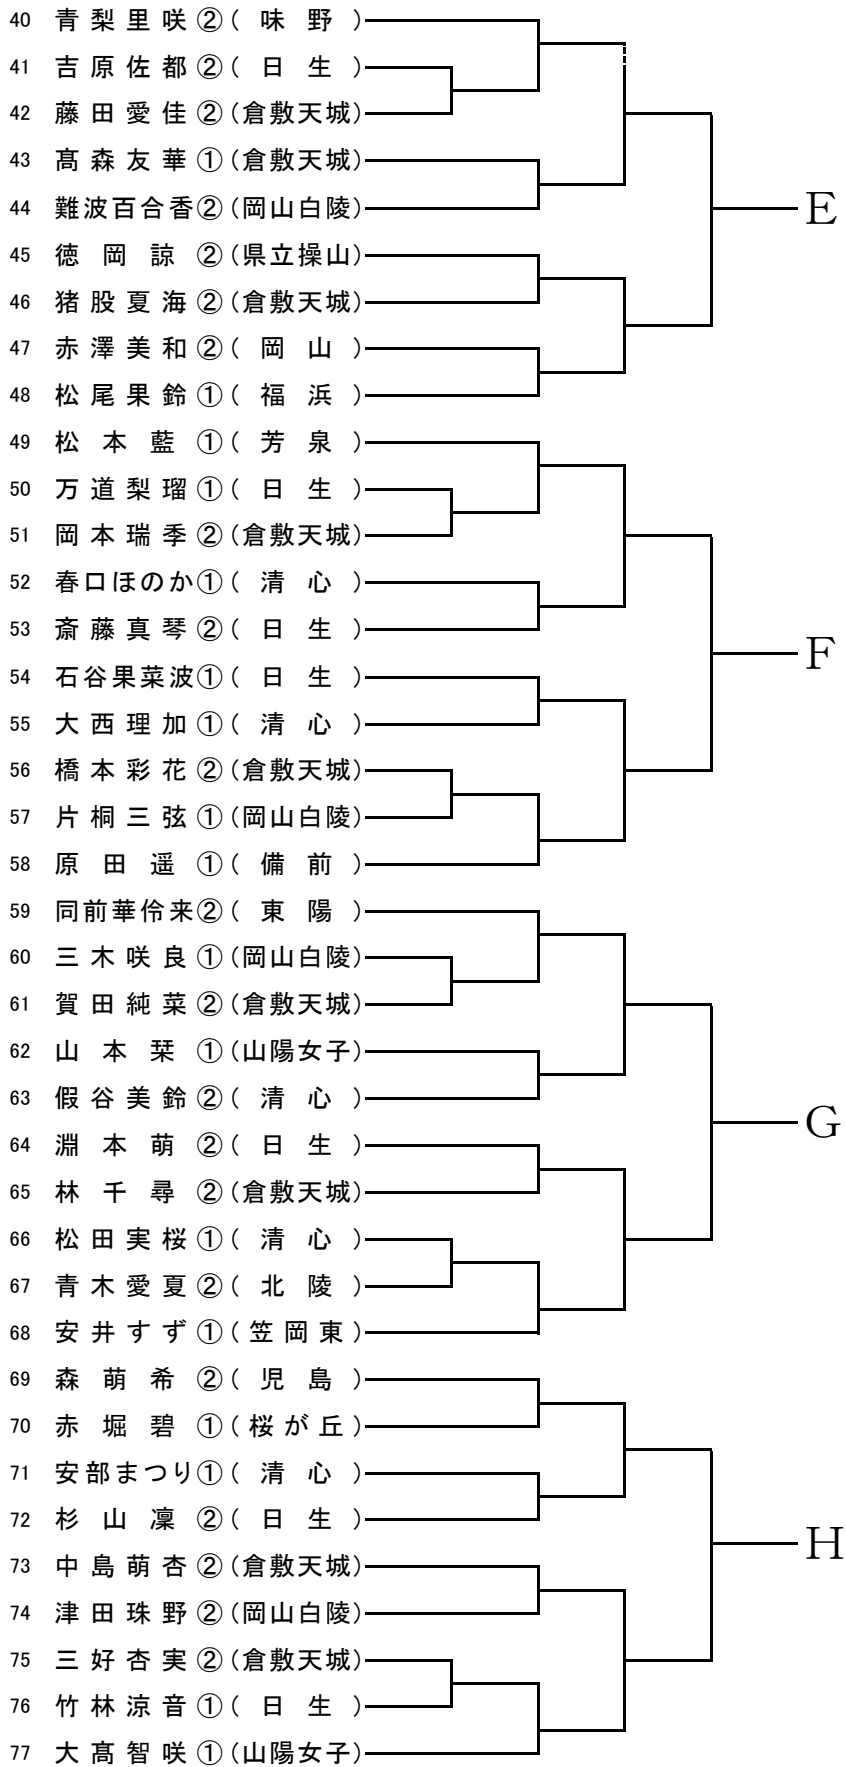 40 青梨里咲②(味野)
41 吉原佐都②(日生)
42 藤田愛佳②(倉敷天城)
43 髙森友華①(倉敷天城)
44 難波百合香②(岡山白陵)
E
45 徳岡諒②(県立操山)
46 猪股夏海②(倉敷天城)
47 赤澤美和②(岡山)
48 松尾果鈴①(福浜)
49 松本藍①(芳泉)
50 万道梨瑠①(日生)
51 岡本瑞季②(倉敷天城)
52 春口ほのか①(清心)
53 斎藤真琴②(日生)
F
54 石谷果菜波①(日生)
55 大西理加①(清心)
56 橋本彩花②(倉敷天城)
57 片桐三弦①(岡山白陵)
58 原田遥①(備前)
59 同前華伶来②(東陽)
60 三木咲良①(岡山白陵)
61 賀田純菜②(倉敷天城)
62 山本栞①(山陽女子)
63 假谷美鈴②(清心)
G
64 淵本萌②(日生)
65 林千尋②(倉敷天城)
66 松田実桜①(清心)
67 青木愛夏②(北陵)
68 安井すず①(笠岡東)
69 森萌希②(児島)
70 赤堀碧①(桜が丘)
71 安部まつり①(清心)
72 杉山凜②(日生)
H
73 中島萌杏②(倉敷天城)
74 津田珠野②(岡山白陵)
75 三好杏実②(倉敷天城)
76 竹林涼音①(日生)
77 大髙智咲①(山陽女子)